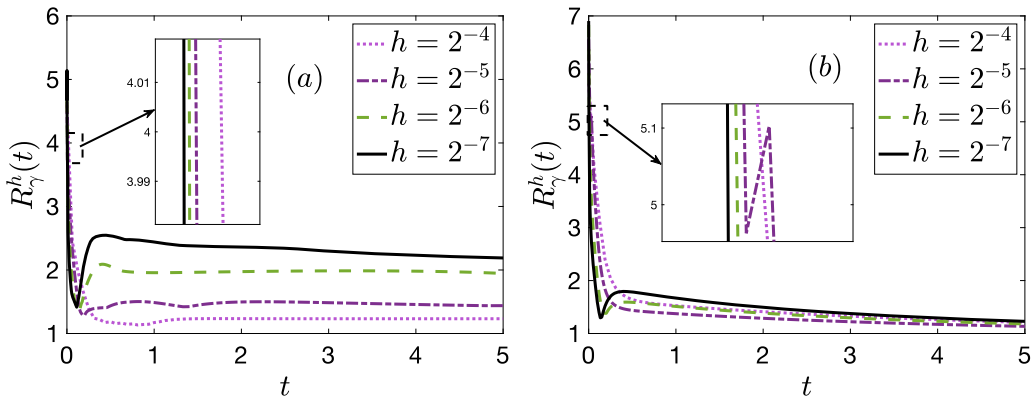 6
5
4
3
2
1
R_γ^h(t)
0
1
2
3
4
5
t
4.01
4
3.99
(a)
h = 2^{-4}
h = 2^{-5}
h = 2^{-6}
h = 2^{-7}
7
6
5
4
3
2
1
R_γ^h(t)
0
1
2
3
4
5
t
5.1
5
(b)
h = 2^{-4}
h = 2^{-5}
h = 2^{-6}
h = 2^{-7}